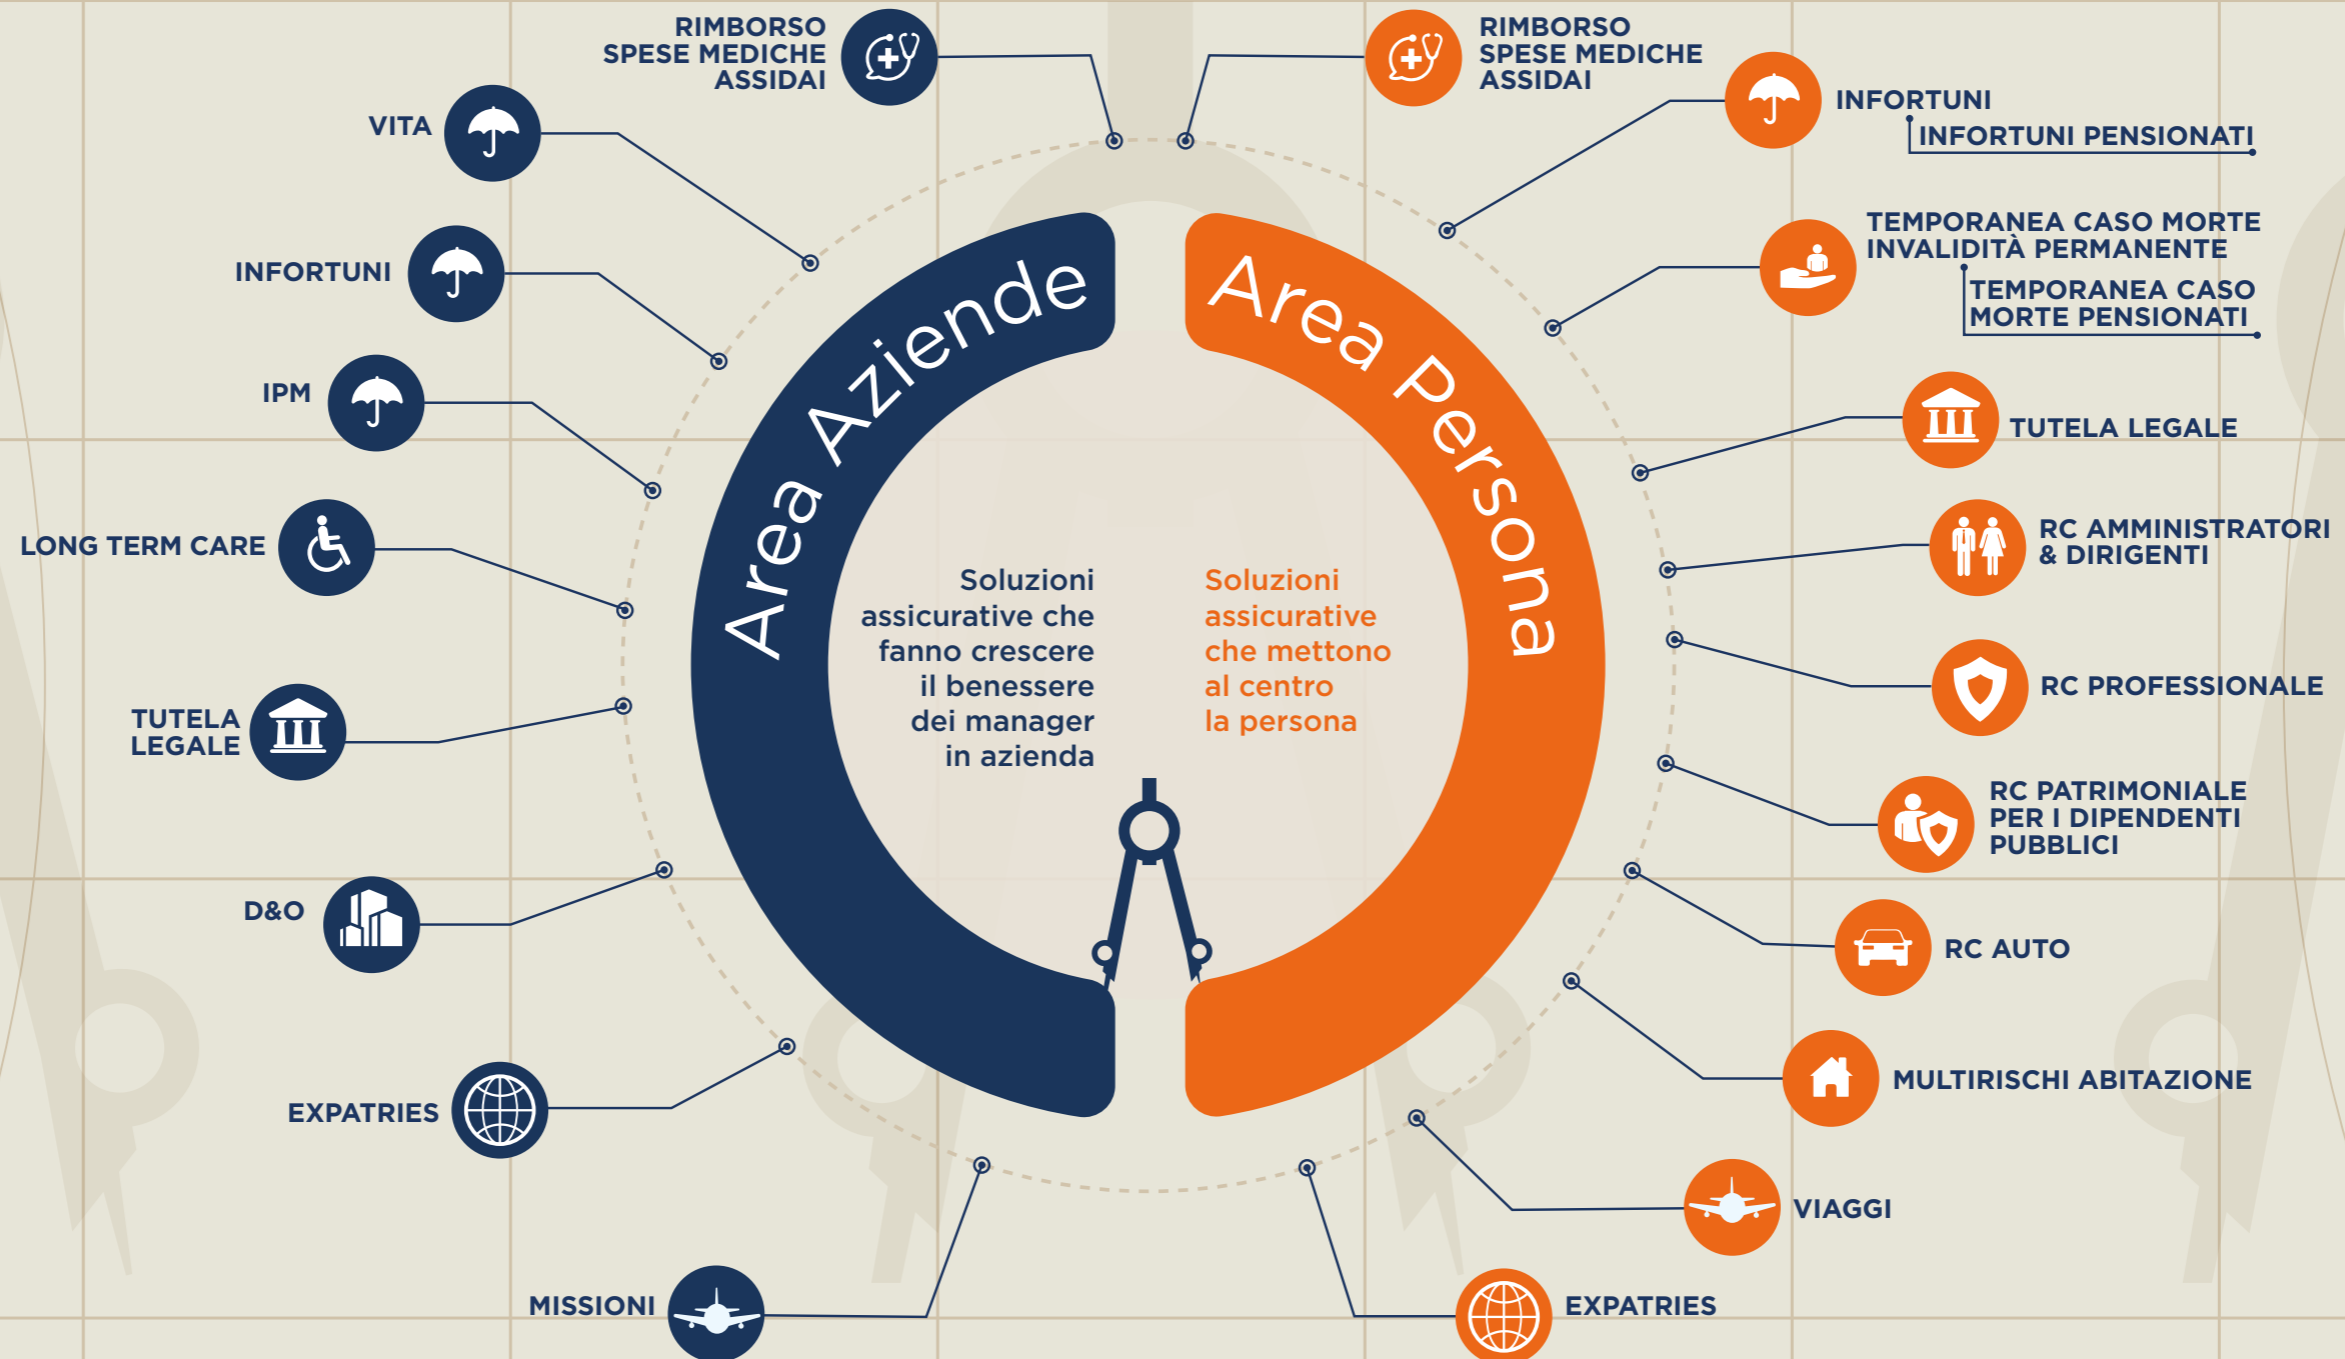 RIMBORSO
SPESE MEDICHE
ASSIDAI
VITA
INFORTUNI
IPM
LONG TERM CARE
TUTELA
LEGALE
D&O
EXPATRIES
MISSIONI
Area Aziende
Soluzioni
assicurative che
fanno crescere
il benessere
dei manager
in azienda
Area Persona
Soluzioni
assicurative
che mettono
al centro
la persona
RIMBORSO
SPESE MEDICHE
ASSIDAI
INFORTUNI
INFORTUNI PENSIONATI
TEMPORANEA CASO MORTE
INVALIDITÀ PERMANENTE
TEMPORANEA CASO
MORTE PENSIONATI
TUTELA LEGALE
RC AMMINISTRATORI
& DIRIGENTI
RC PROFESSIONALE
RC PATRIMONIALE
PER I DIPENDENTI
PUBBLICI
RC AUTO
MULTIRISCHI ABITAZIONE
VIAGGI
EXPATRIES